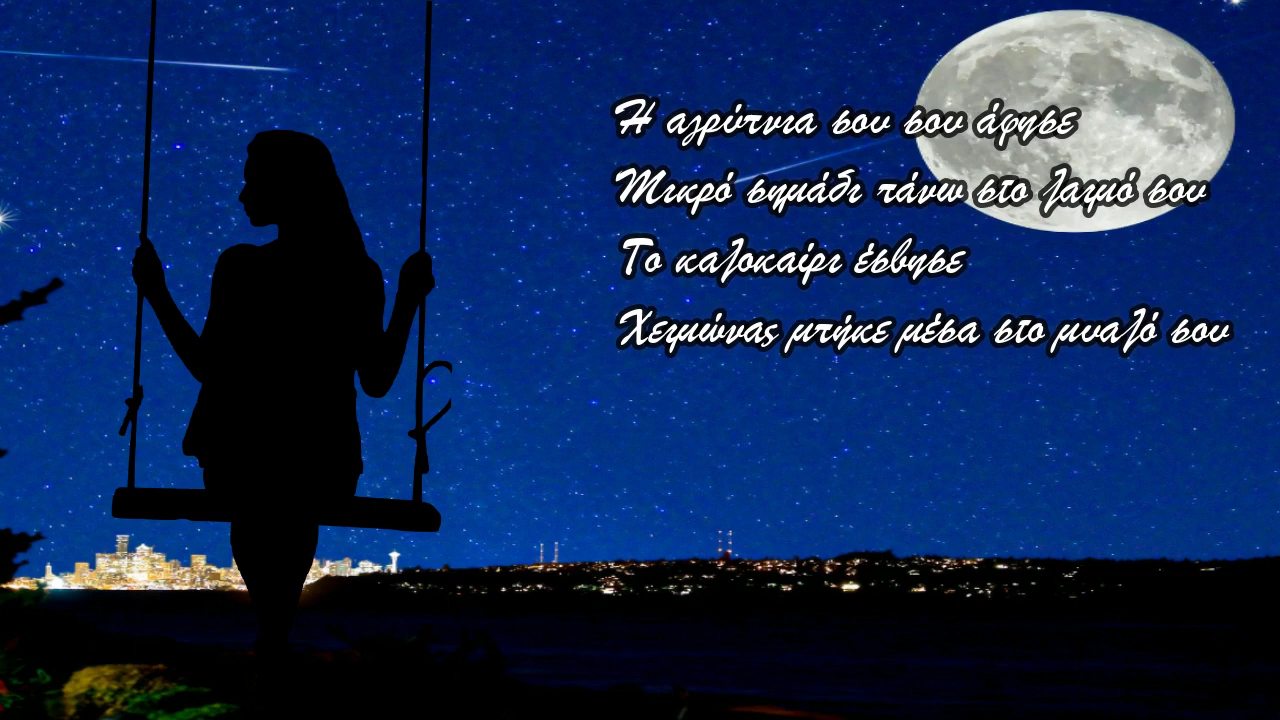 Η αγρύπνια σου σου άφησε
Μικρό σημάδι πάνω στο λαιμό σου
Το καλοκαίρι έσβησε
Χειμώνας μπήκε μέσα στο μυαλό σου